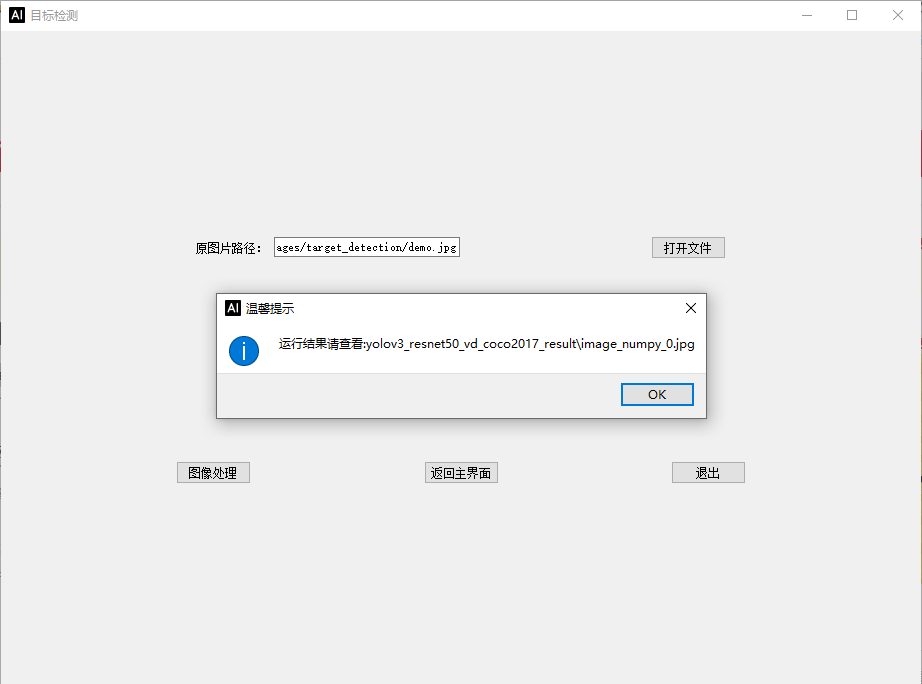 AI 目标检测
原图片路径: ages/target_detection/demo.jpg 打开文件
AI 温馨提示
i 运行结果请查看:yolov3_resnet50_vd_coco2017_result\image_numpy_0.jpg
OK
图像处理 返回主界面 退出